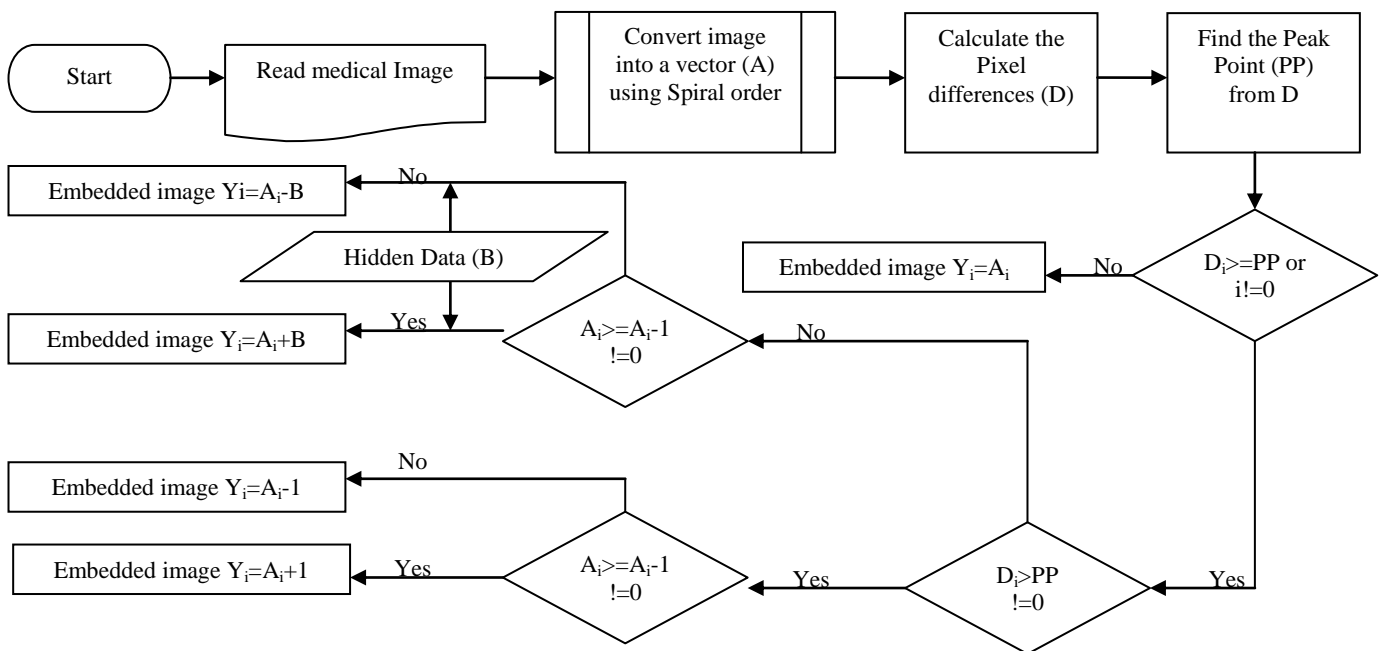 Start
Read medical Image
Convert image
into a vector (A)
using Spiral order
Calculate the
Pixel
differences (D)
Find the Peak
Point (PP)
from D
Embedded image Yi=Aᵢ-B
No
Hidden Data (B)
Embedded image Yᵢ=Aᵢ
No
Dᵢ>=PP or
i!=0
Embedded image Yᵢ=Aᵢ+B
Yes
Aᵢ>=Aᵢ-1
!=0
No
Embedded image Yᵢ=Aᵢ-1
No
Embedded image Yᵢ=Aᵢ+1
Yes
Aᵢ>=Aᵢ-1
!=0
Yes
Dᵢ>PP
!=0
Yes